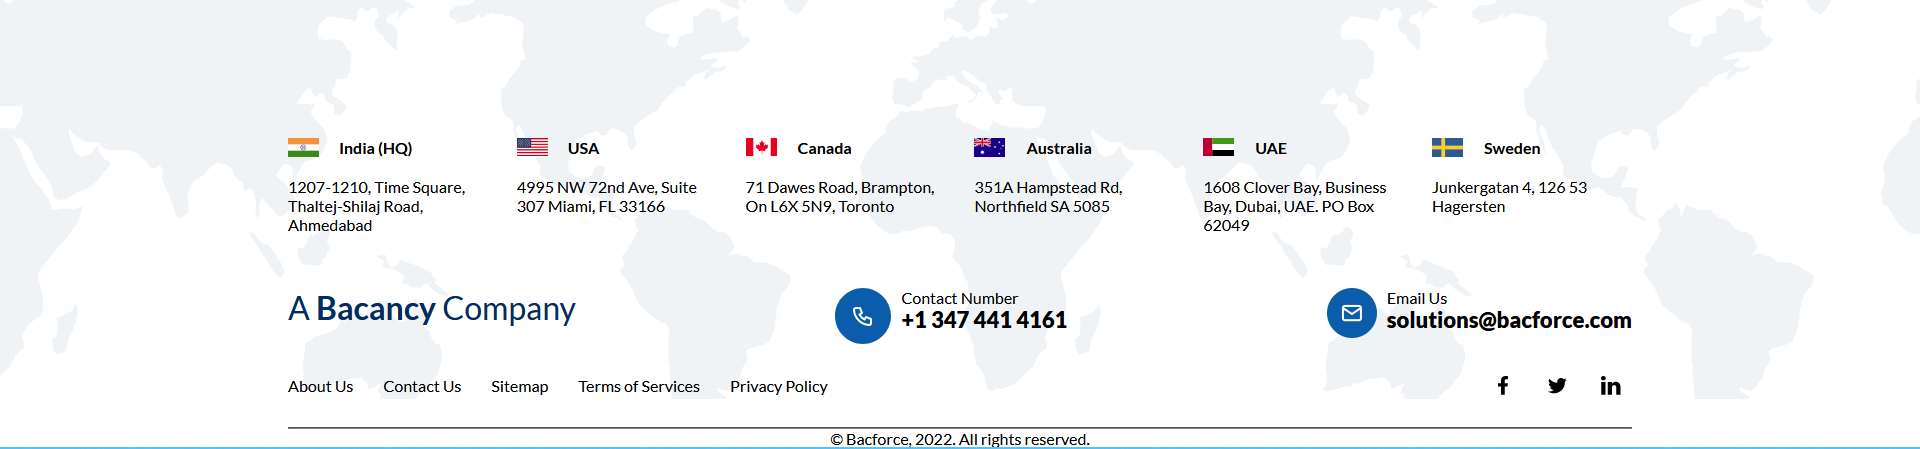 India (HQ)
1207-1210, Time Square,
Thaltej-Shilaj Road,
Ahmedabad
USA
4995 NW 72nd Ave, Suite
307 Miami, FL 33166
Canada
71 Dawes Road, Brampton,
On L6X 5N9, Toronto
Australia
351A Hampstead Rd,
Northfield SA 5085
UAE
1608 Clover Bay, Business
Bay, Dubai, UAE. PO Box
62049
Sweden
Junkergatan 4, 126 53
Hagersten
A Bacancy Company
Contact Number
+1 347 441 4161
Email Us
solutions@bacforce.com
About Us
Contact Us
Sitemap
Terms of Services
Privacy Policy
© Bacforce, 2022. All rights reserved.